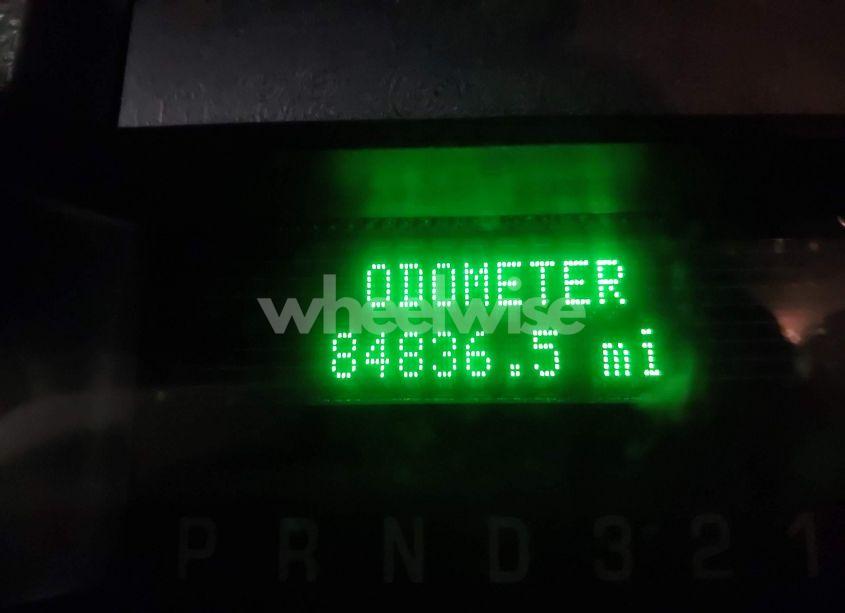 ODOMETER
wheelwise
84836.5 mi
P R N D 3 2 1